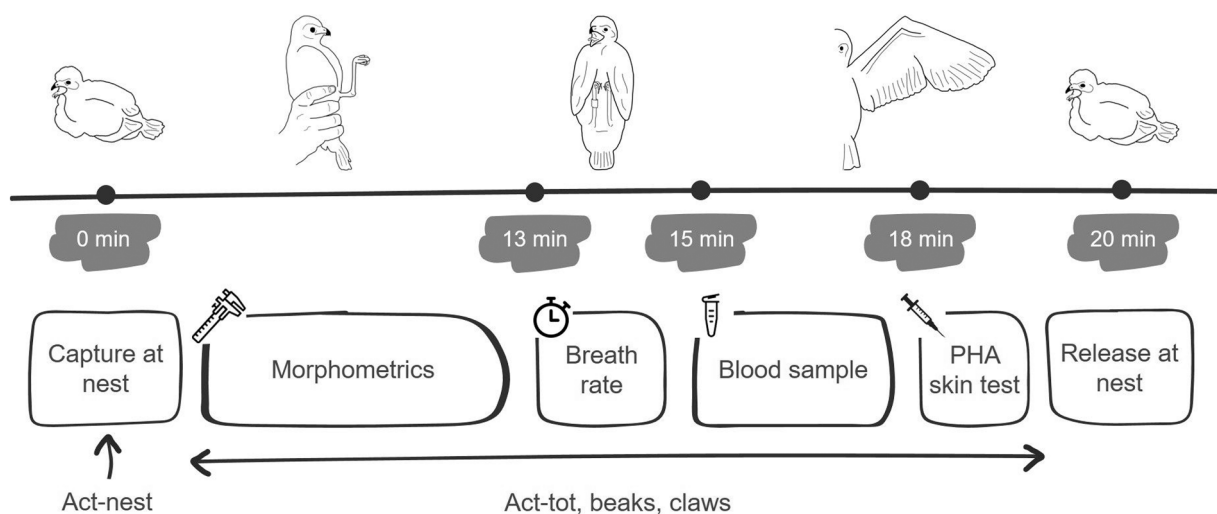 0 min
13 min
15 min
18 min
20 min
Capture at
nest
Morphometrics
Breath
rate
Blood sample
PHA
skin test
Release at
nest
Act-nest
Act-tot, beaks, claws